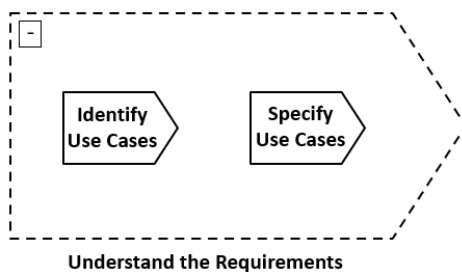 -
Identify
Use Cases
Specify
Use Cases
Understand the Requirements